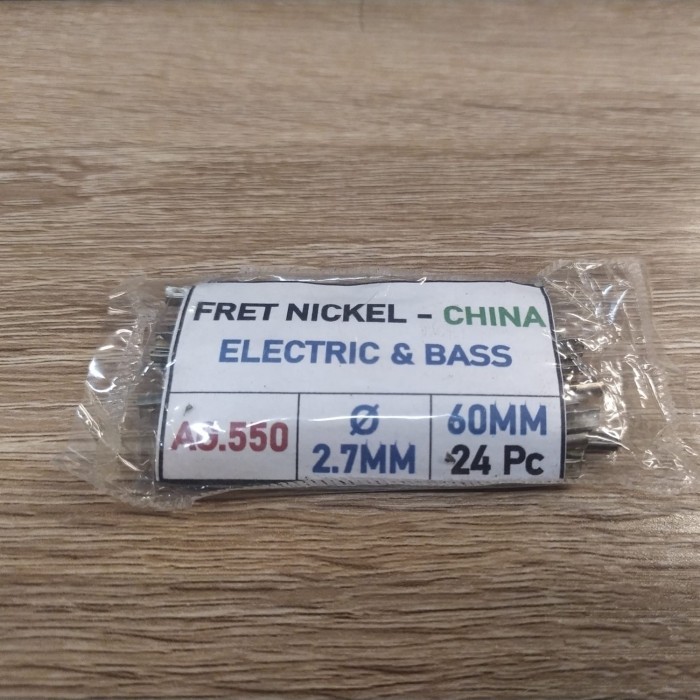 FRET NICKEL - CHINA
ELECTRIC & BASS
Ø
2.7MM
60MM
24 Pc